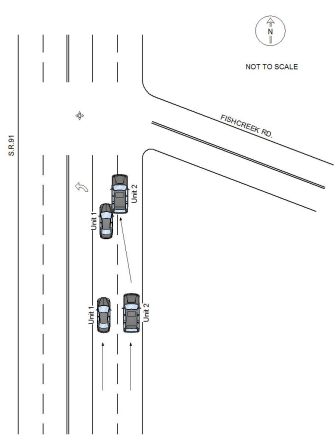 N
NOT TO SCALE
FISHCREEK RD.
S.R.91
Unit 2
Unit 1
Unit 1
Unit 2